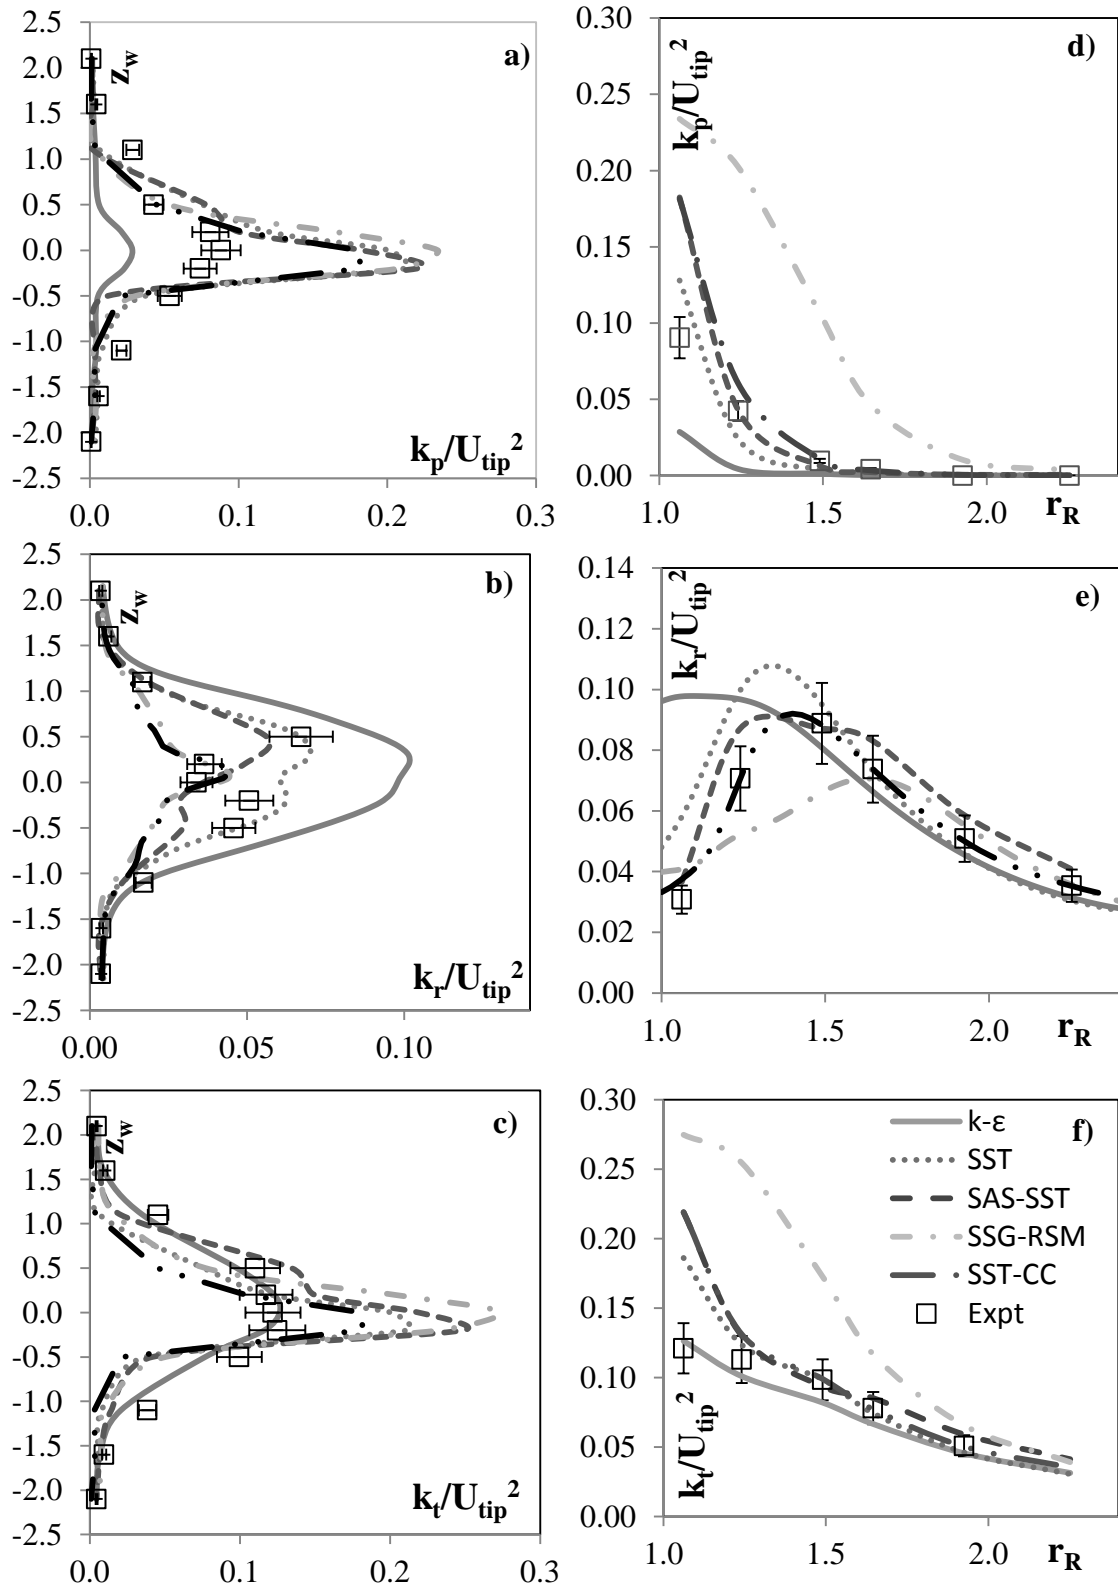 2.5
2.0
1.5
1.0
0.5
0.0
-0.5
-1.0
-1.5
-2.0
-2.5
z_w
a)
k_p/U_tip^2
0.0 0.1 0.2 0.3
0.30
0.25
0.20
0.15
0.10
0.05
0.00
k_p/U_tip^2
d)
1.0 1.5 2.0 r_R
2.5
2.0
1.5
1.0
0.5
0.0
-0.5
-1.0
-1.5
-2.0
-2.5
z_w
b)
k_r/U_tip^2
0.00 0.05 0.10
0.14
0.12
0.10
0.08
0.06
0.04
0.02
0.00
k_r/U_tip^2
e)
1.0 1.5 2.0 r_R
2.5
2.0
1.5
1.0
0.5
0.0
-0.5
-1.0
-1.5
-2.0
-2.5
z_w
c)
k_t/U_tip^2
0.0 0.1 0.2 0.3
0.30
0.25
0.20
0.15
0.10
0.05
0.00
k_t/U_tip^2
f)
k-ε
SST
SAS-SST
SSG-RSM
SST-CC
Expt
1.0 1.5 2.0 r_R